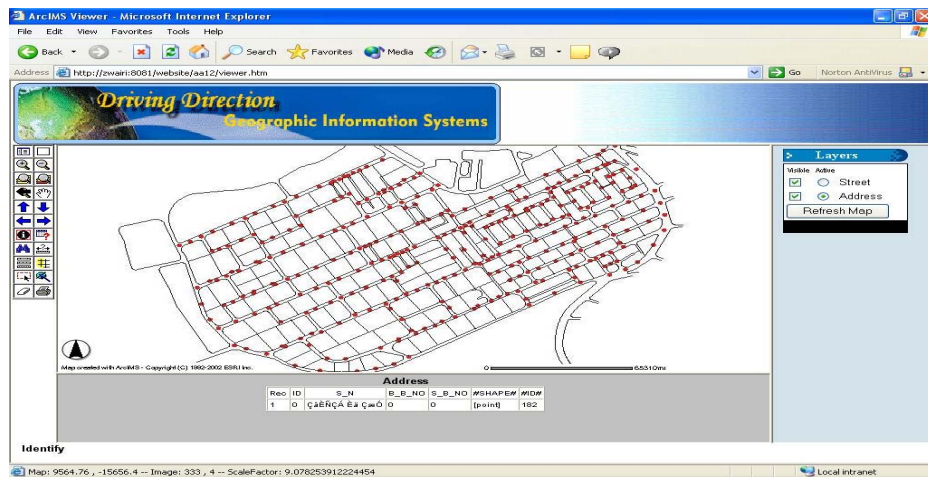 ArcIMS Viewer - Microsoft Internet Explorer
File Edit View Favorites Tools Help
Back Search Favorites Media
Address http://zwairi:8081/website/aa12/viewer.htm Go Norton AntiVirus
Driving Direction
Geographic Information Systems
Layers
Visible Active
Street
Address
Refresh Map
Map created with ArcIMS - Copyright (C) 1992-2002 ESRI Inc.
0
Address
Rec ID S_N B_B_NO S_B_NO #SHAPE# #ID#
1 0 0 0 [point] 182
Identify
Map: 9564.76 , -15656.4 -- Image: 333 , 4 -- ScaleFactor: 9.078253912224454
Local intranet